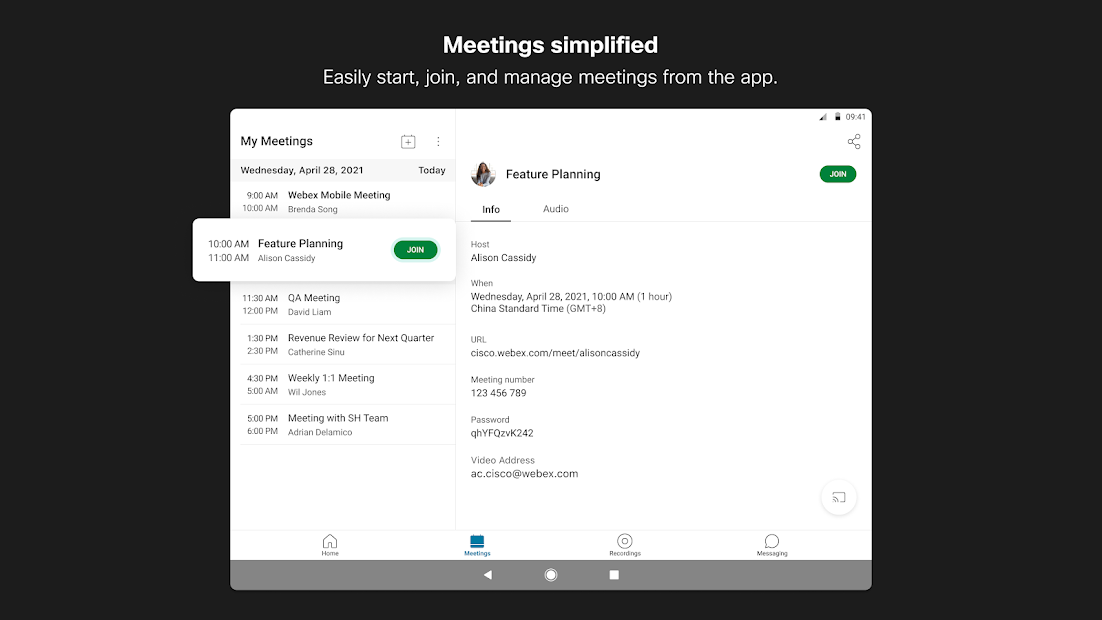 Meetings simplified
Easily start, join, and manage meetings from the app.
09:41
My Meetings
Wednesday, April 28, 2021 Today
9:00 AM Webex Mobile Meeting
10:00 AM Brenda Song
10:00 AM Feature Planning
11:00 AM Alison Cassidy
JOIN
11:30 AM QA Meeting
12:00 PM David Liam
1:30 PM Revenue Review for Next Quarter
2:30 PM Catherine Sinu
4:30 PM Weekly 1:1 Meeting
5:00 AM Wil Jones
5:00 PM Meeting with SH Team
6:00 PM Adrian Delamico
Feature Planning
JOIN
Info Audio
Host
Alison Cassidy
When
Wednesday, April 28, 2021, 10:00 AM (1 hour)
China Standard Time (GMT+8)
URL
cisco.webex.com/meet/alisoncassidy
Meeting number
123 456 789
Password
qhYFQzvK242
Video Address
ac.cisco@webex.com
Home Meetings Recordings Messaging